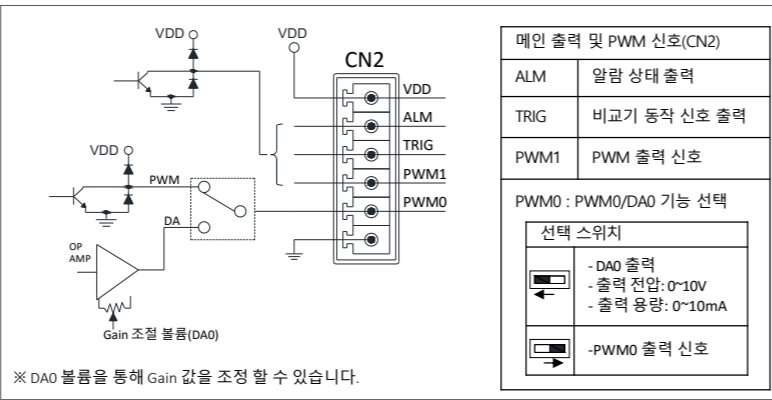 VDD
VDD
CN2
VDD
ALM
TRIG
PWM1
PWM0
VDD
PWM
DA
OP
AMP
Gain 조절 볼륨(DA0)
※ DA0 볼륨을 통해 Gain 값을 조정 할 수 있습니다.
메인 출력 및 PWM 신호(CN2)
ALM 알람 상태 출력
TRIG 비교기 동작 신호 출력
PWM1 PWM 출력 신호
PWM0 : PWM0/DA0 기능 선택
선택 스위치
- DA0 출력
- 출력 전압: 0~10V
- 출력 용량: 0~10mA
-PWM0 출력 신호